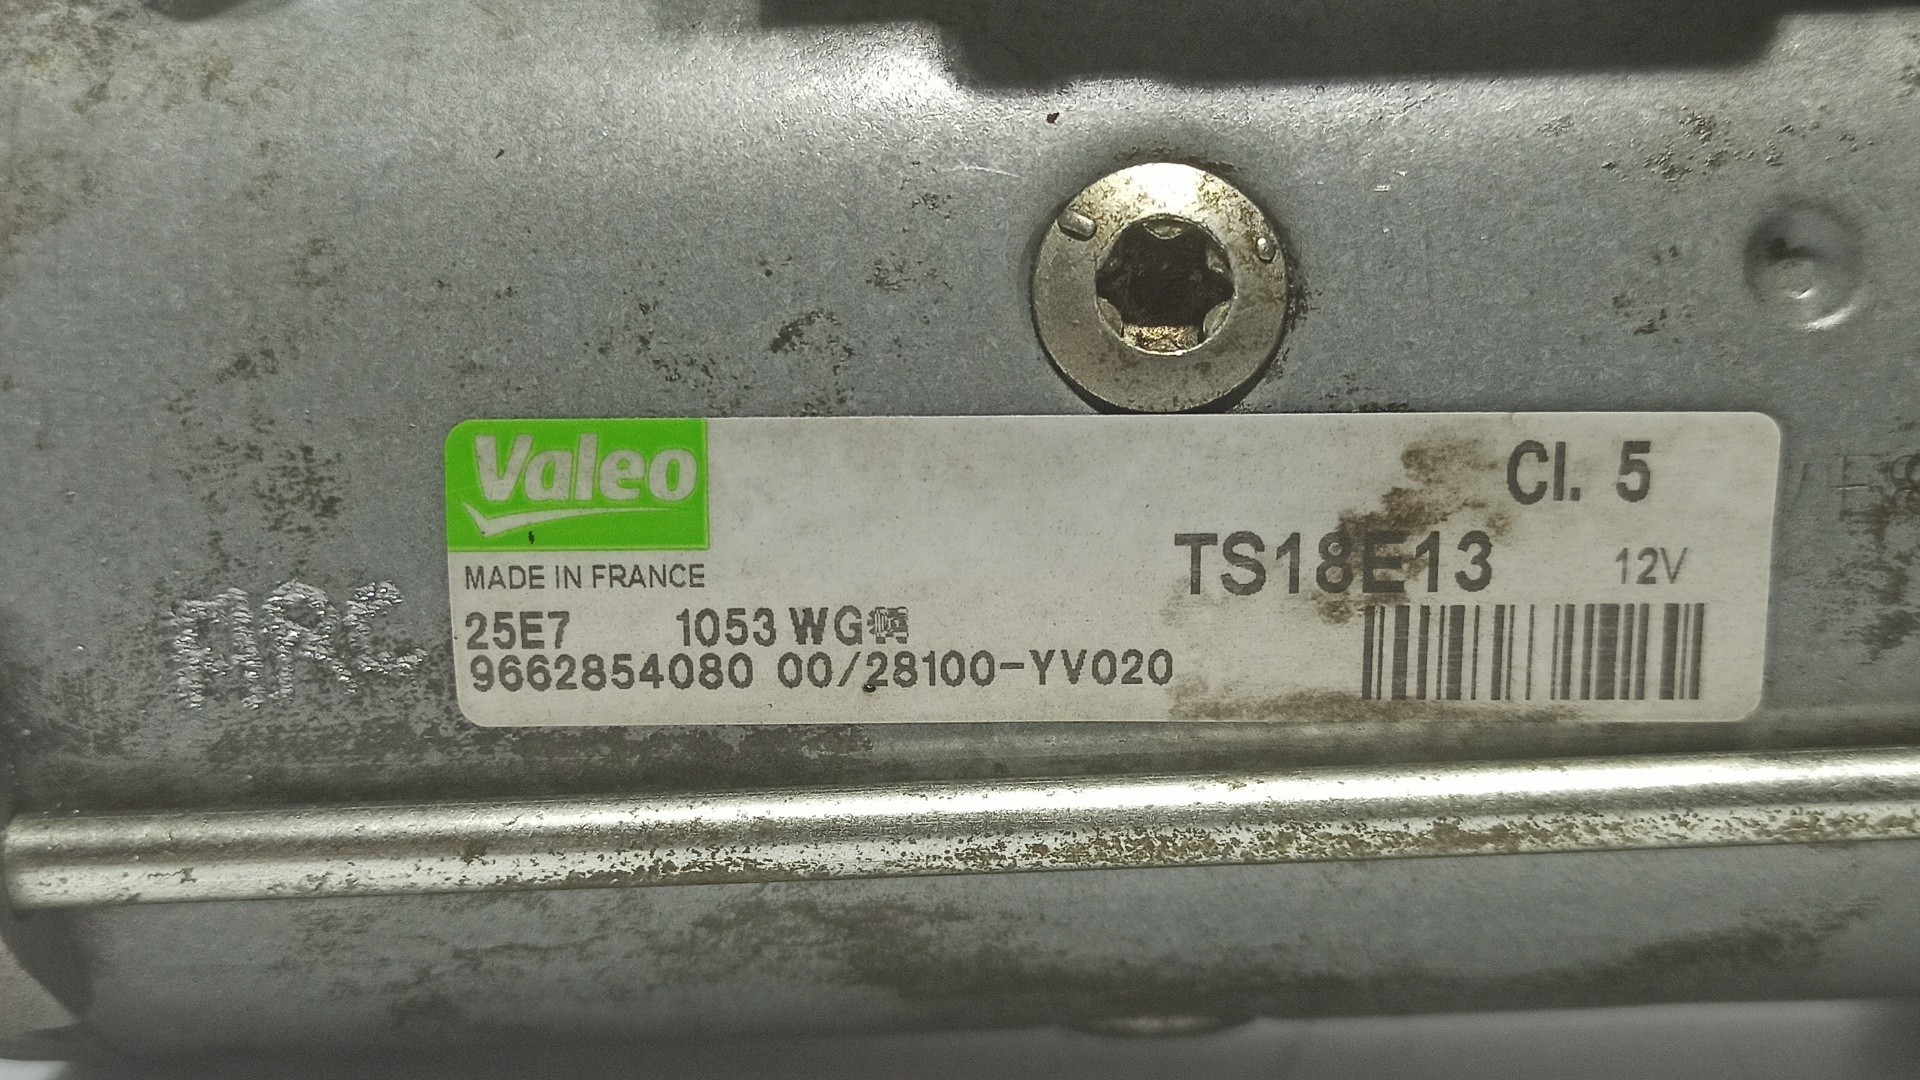 Valeo
Cl. 5
TS18E13 12V
MADE IN FRANCE
25E7 1053 WG
9662854080 00/28100-YV020